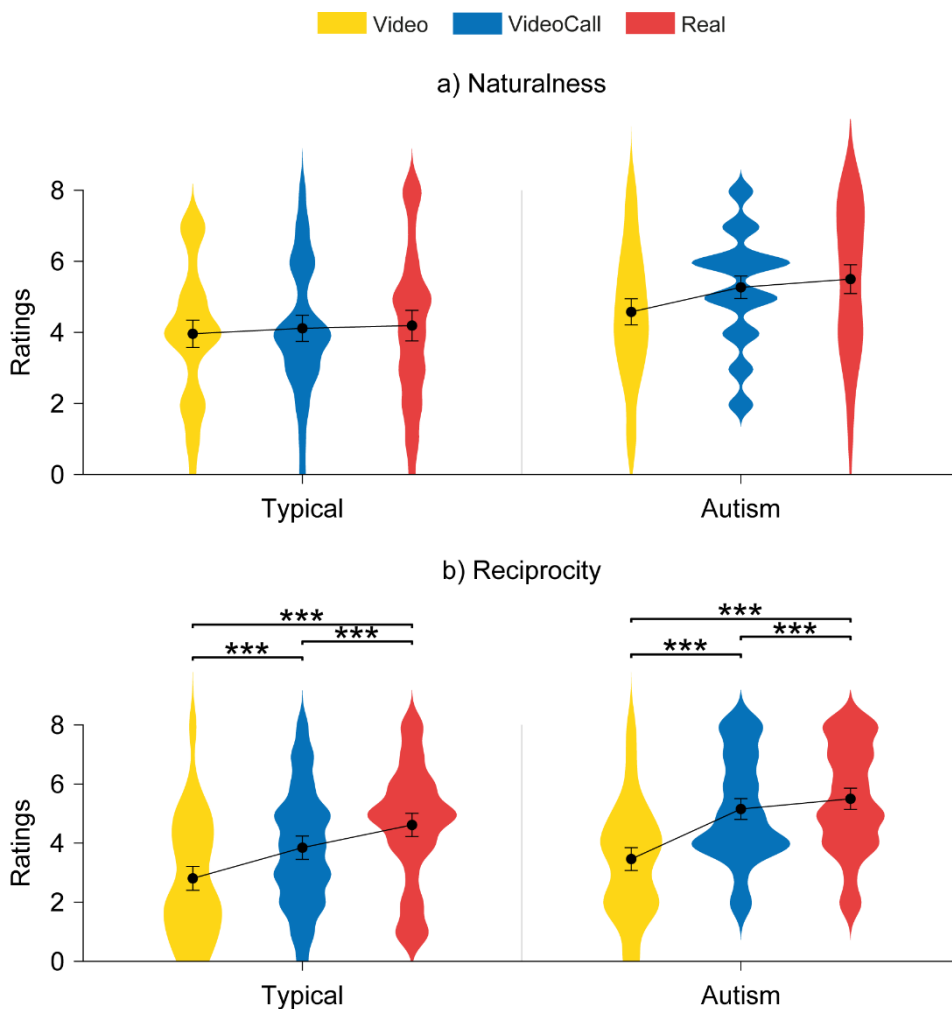 Video VideoCall Real
a) Naturalness
8
6
4
2
0
Ratings
Typical Autism
b) Reciprocity
*** ***
*** *** *** ***
8
6
4
2
0
Ratings
Typical Autism